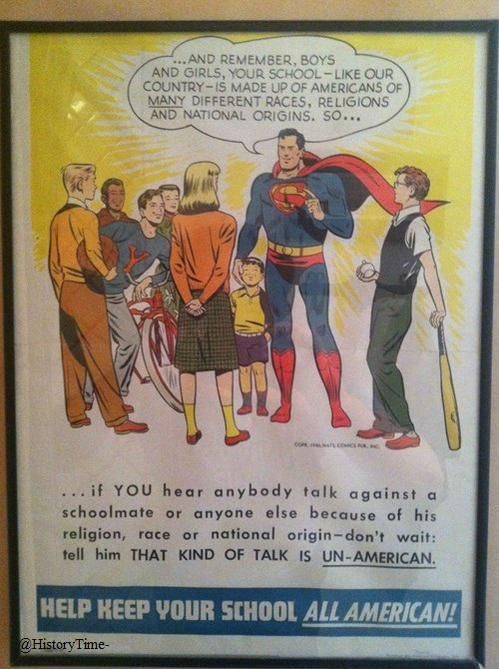 ...AND REMEMBER, BOYS
AND GIRLS, YOUR SCHOOL – LIKE OUR
COUNTRY – IS MADE UP OF AMERICANS OF
MANY DIFFERENT RACES, RELIGIONS
AND NATIONAL ORIGINS. SO...
S
Y
...if YOU hear anybody talk against a
schoolmate or anyone else because of his
religion, race or national origin – don't wait:
tell him THAT KIND OF TALK IS UN-AMERICAN.
HELP KEEP YOUR SCHOOL ALL AMERICAN!
@HistoryTime-